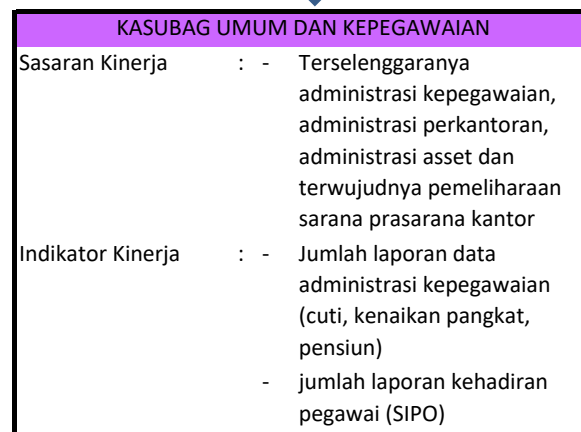 KASUBAG UMUM DAN KEPEGAWAIAN
Sasaran Kinerja : - Terselenggaranya
administrasi kepegawaian,
administrasi perkantoran,
administrasi asset dan
terwujudnya pemeliharaan
sarana prasarana kantor
Indikator Kinerja : - Jumlah laporan data
administrasi kepegawaian
(cuti, kenaikan pangkat,
pensiun)
- jumlah laporan kehadiran
pegawai (SIPO)